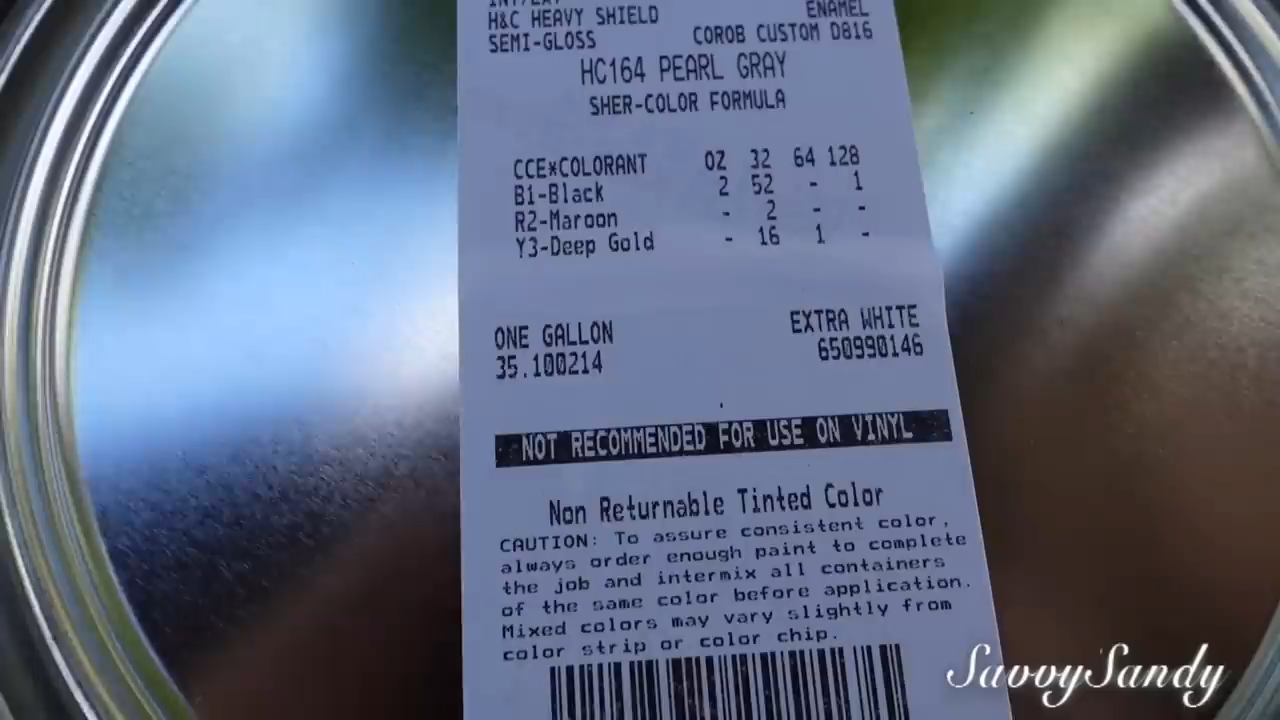 INT/EXT
H&C HEAVY SHIELD ENAMEL
SEMI-GLOSS COROB CUSTOM D816
HC164 PEARL GRAY
SHER-COLOR FORMULA
CCE*COLORANT OZ 32 64 128
B1-Black 2 52 - 1
R2-Maroon - 2 - -
Y3-Deep Gold - 16 1 -
ONE GALLON EXTRA WHITE
35.100214 650990146
NOT RECOMMENDED FOR USE ON VINYL
Non Returnable Tinted Color
CAUTION: To assure consistent color,
always order enough paint to complete
the job and intermix all containers
of the same color before application.
Mixed colors may vary slightly from
color strip or color chip.
SavvySandy